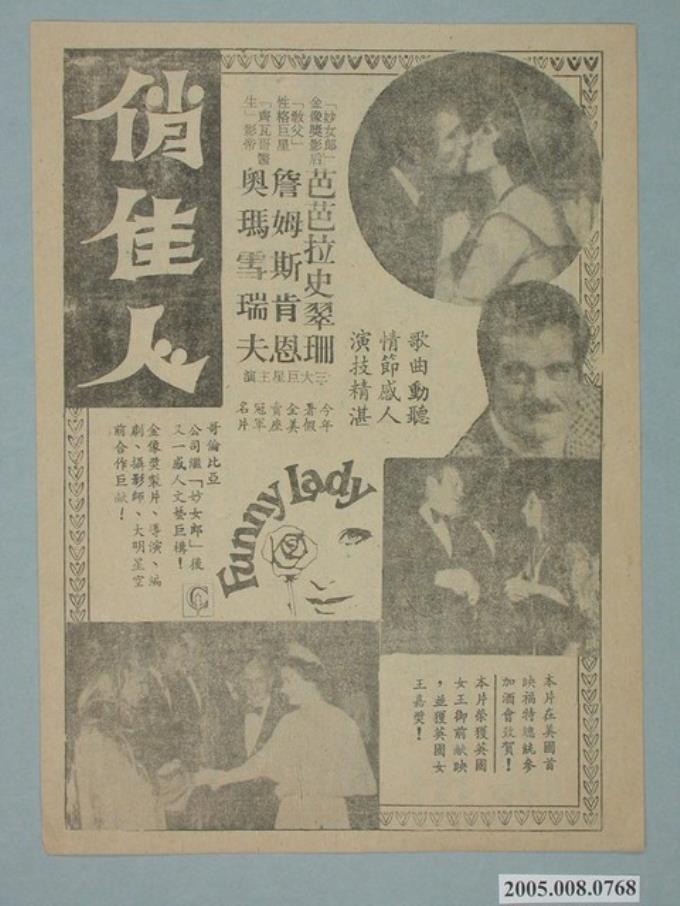 俏佳人
「妙女郎」
金像獎影后
芭芭拉史翠珊
「教父」
性格巨星
詹姆斯肯恩
「齊瓦哥醫
生」影帝
奧瑪雪瑞夫
三大巨星主演
歌曲動聽
情節感人
演技精湛
今年
暑假
全美
賣座
冠軍
名片
哥倫比亞
公司繼「妙女郎」後
又一感人文藝巨構！
金像獎製片、導演、編
劇、攝影師、大明星空
前合作巨獻！
Funny Lady
本片在美國首
映福特總統參
加酒會致賀！
本片榮獲英國
女王御前獻映
，並獲英國女
王嘉獎！
2005.008.0768